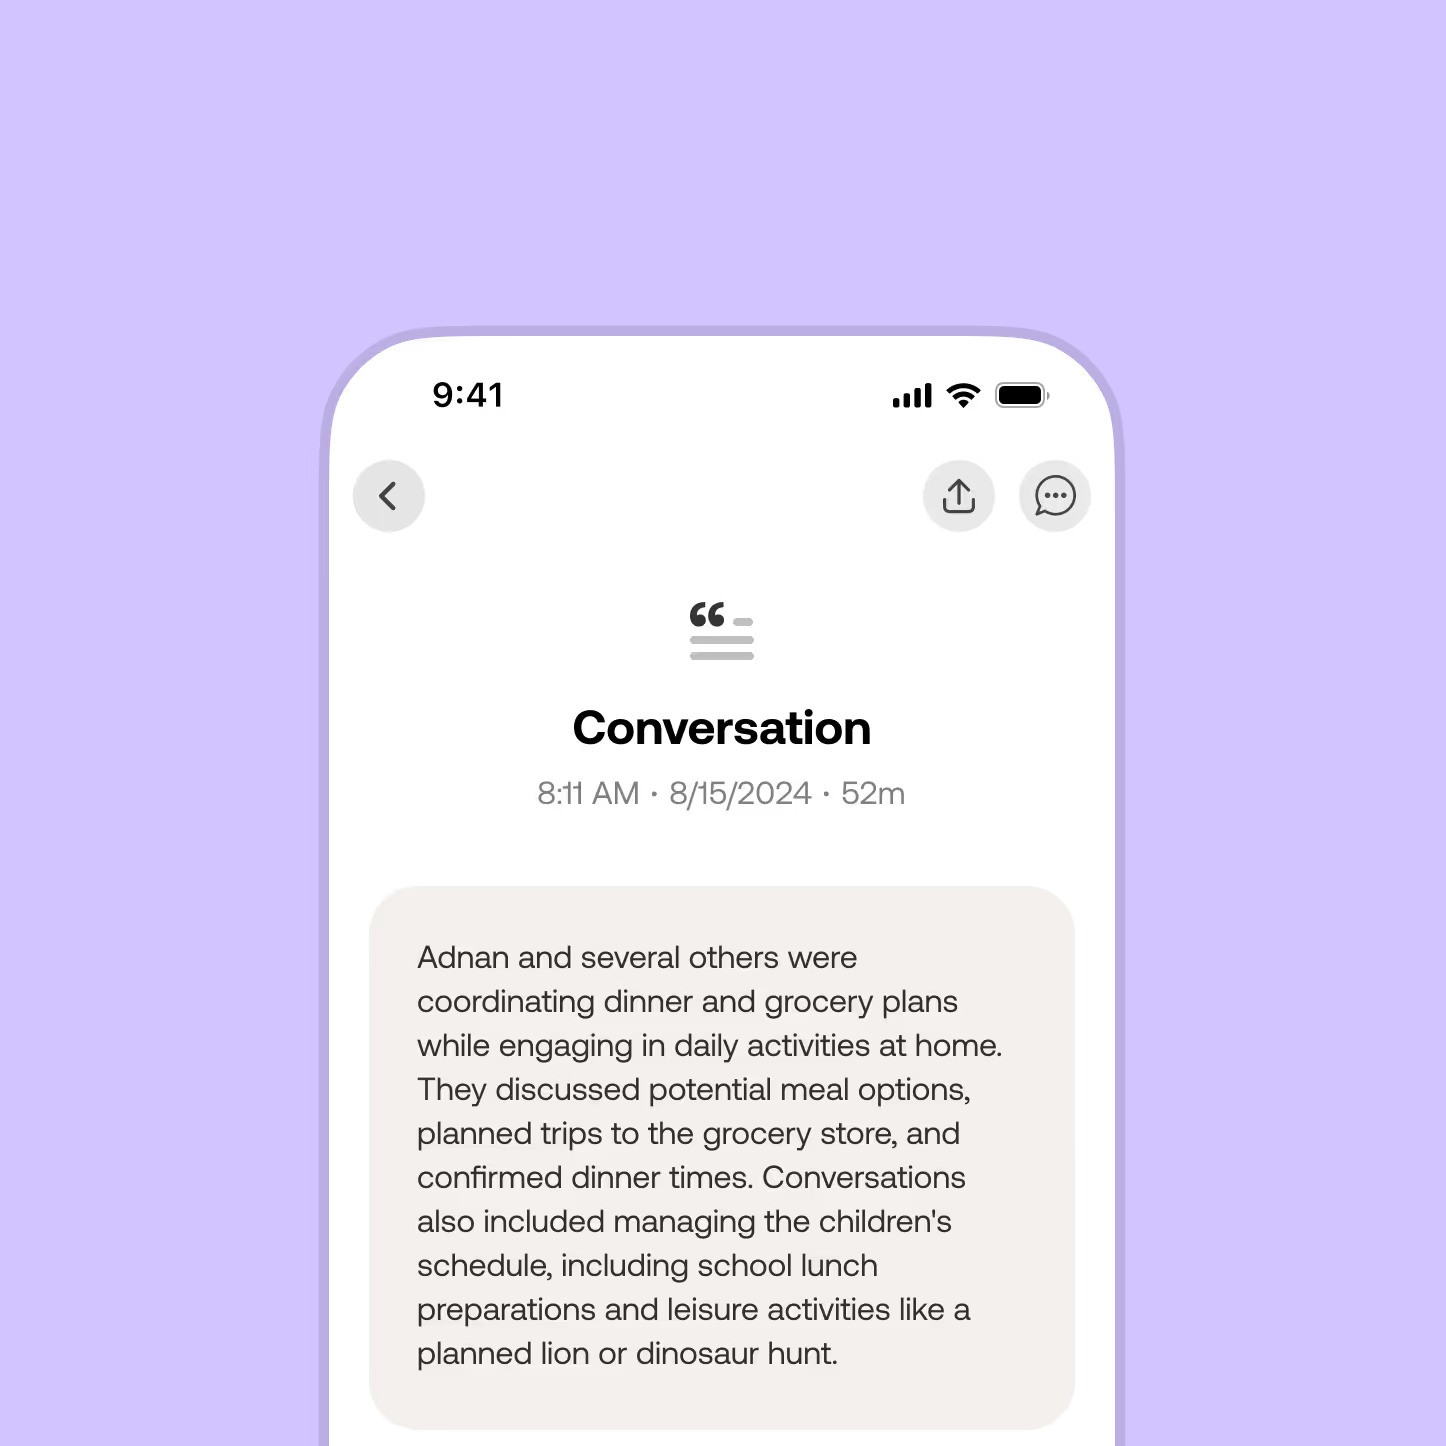 9:41
Conversation
8:11 AM · 8/15/2024 · 52m
Adnan and several others were
coordinating dinner and grocery plans
while engaging in daily activities at home.
They discussed potential meal options,
planned trips to the grocery store, and
confirmed dinner times. Conversations
also included managing the children's
schedule, including school lunch
preparations and leisure activities like a
planned lion or dinosaur hunt.